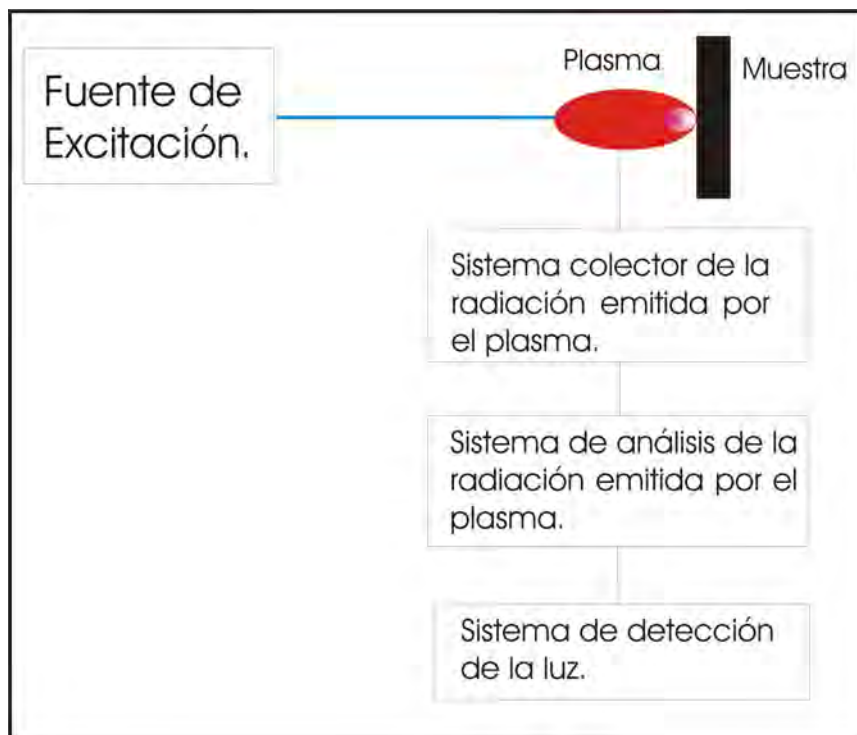 Fuente de
Excitación.
Plasma
Muestra
Sistema colector de la
radiación emitida por
el plasma.
Sistema de análisis de la
radiación emitida por el
plasma.
Sistema de detección
de la luz.